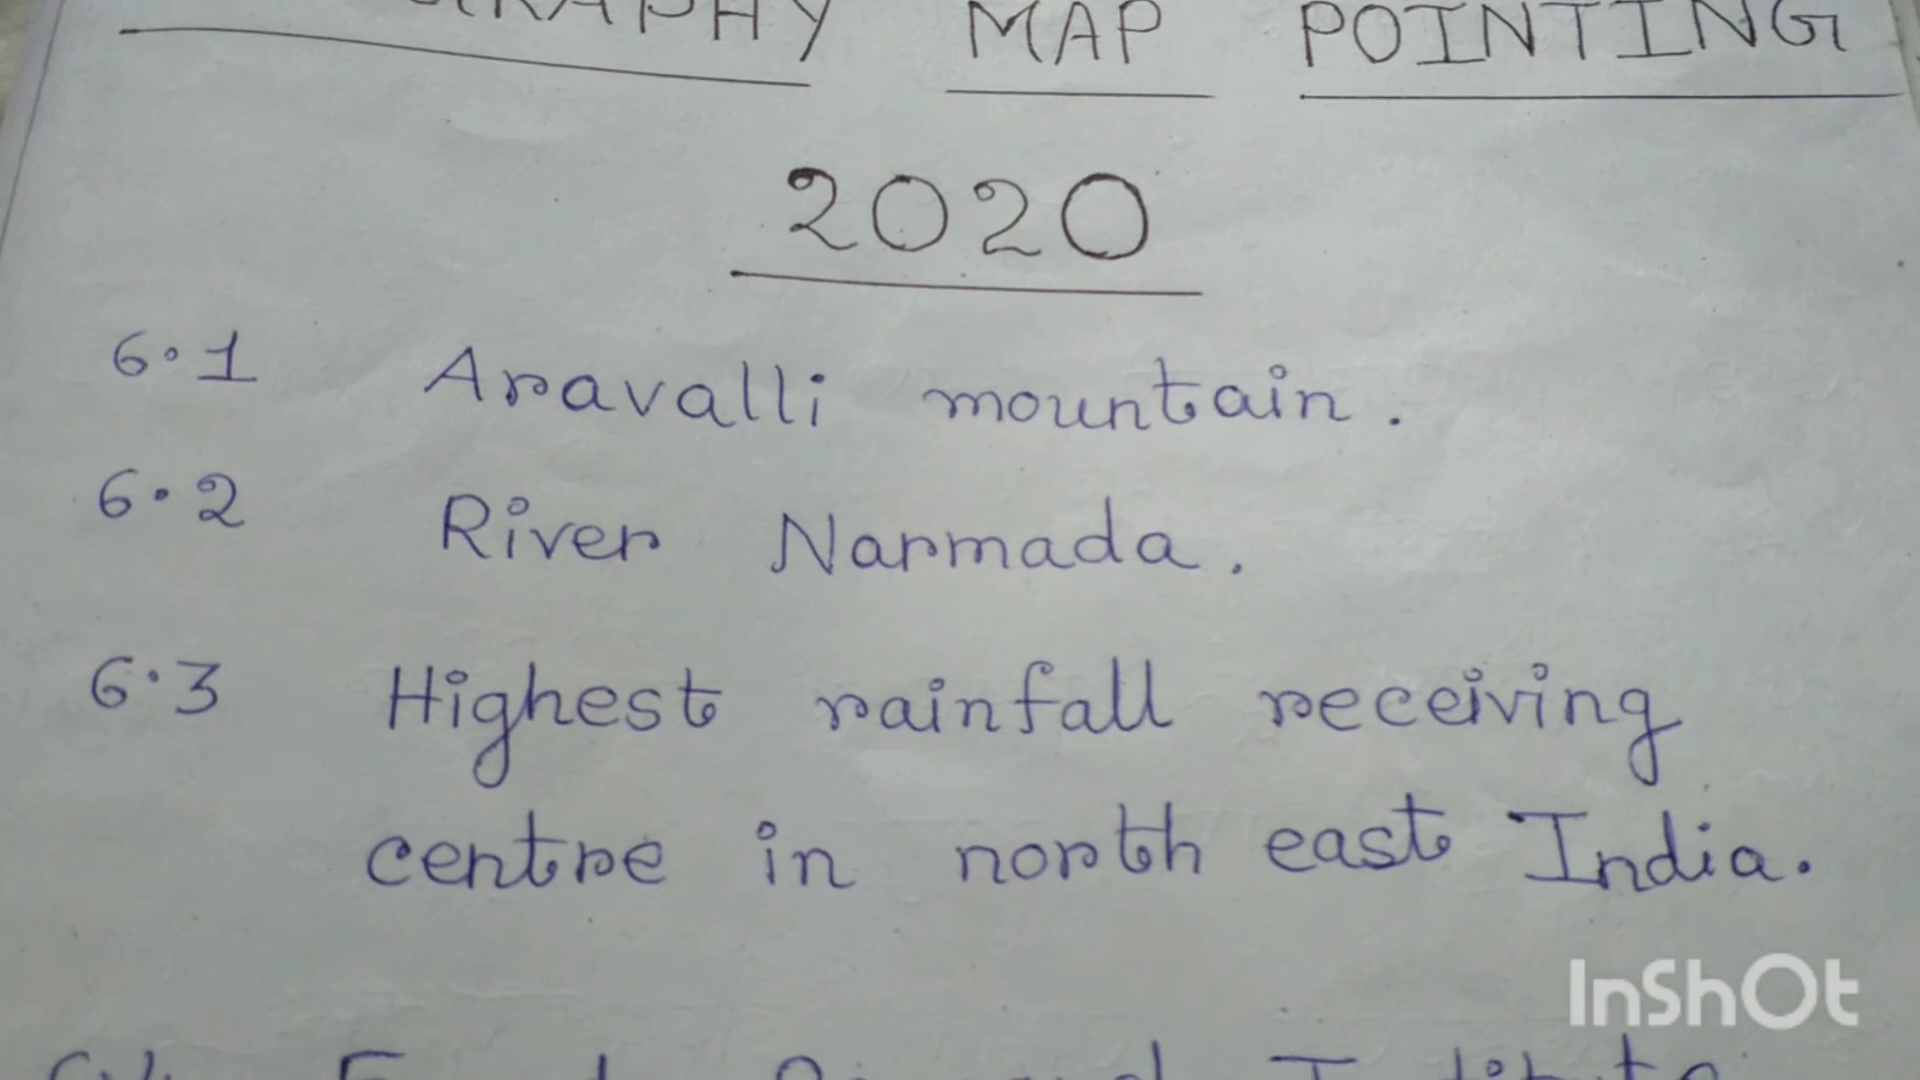 MAP POINTING
2020
6.1 Aravalli mountain.
6.2 River Narmada.
6.3 Highest rainfall receiving
centre in north east India.
InShOt